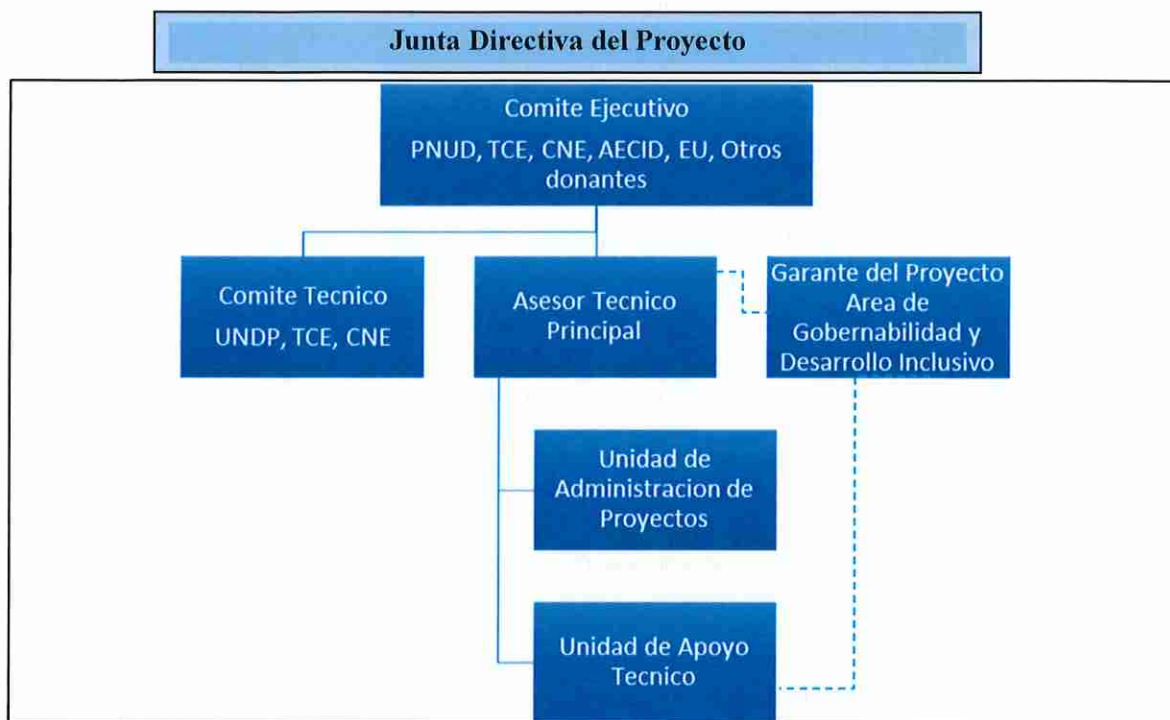 Junta Directiva del Proyecto
Comite Ejecutivo
PNUD, TCE, CNE, AECID, EU, Otros
donantes
Comite Tecnico
UNDP, TCE, CNE
Asesor Tecnico
Principal
Garante del Proyecto
Area de
Gobernabilidad y
Desarrollo Inclusivo
Unidad de
Administracion de
Proyectos
Unidad de Apoyo
Tecnico